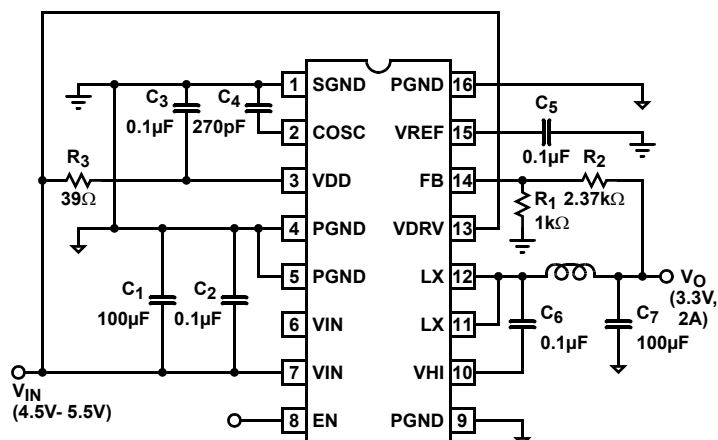 1 SGND
PGND 16
C3
0.1µF
C4
270pF
2 COSC
VREF 15
C5
0.1µF
R3
39Ω
3 VDD
FB 14
R2
2.37kΩ
R1
1kΩ
4 PGND
VDRV 13
5 PGND
LX 12
C1
100µF
C2
0.1µF
6 VIN
LX 11
C6
0.1µF
C7
100µF
VO
(3.3V,
2A)
7 VIN
VHI 10
VIN
(4.5V- 5.5V)
8 EN
PGND 9